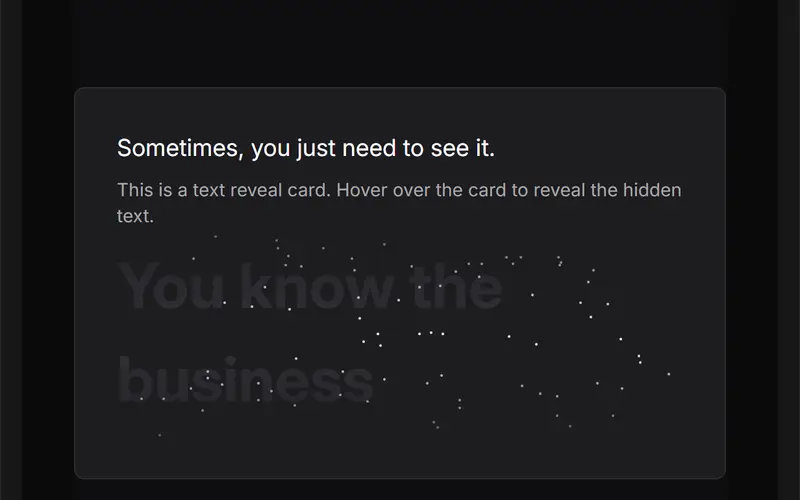 Sometimes, you just need to see it.
This is a text reveal card. Hover over the card to reveal the hidden
text.
You know the
business